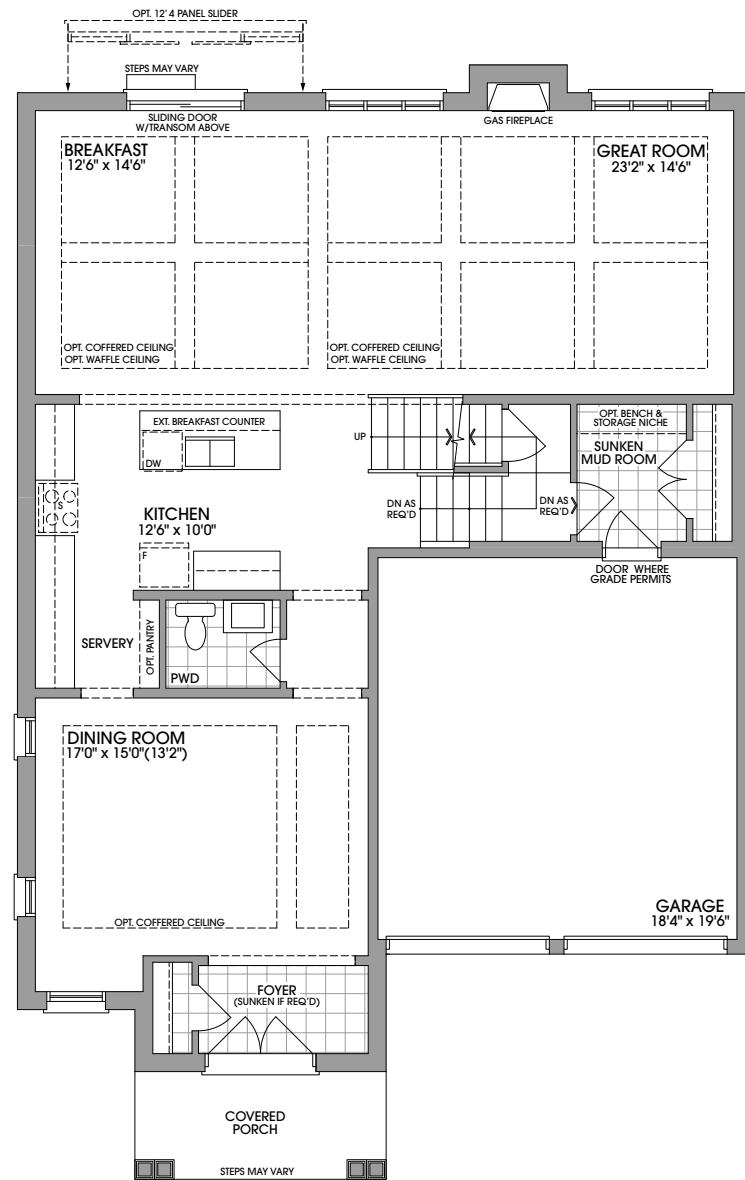 OPT. 12' 4 PANEL SLIDER
STEPS MAY VARY
SLIDING DOOR
W/TRANSOM ABOVE
GAS FIREPLACE
BREAKFAST
12'6" x 14'6"
GREAT ROOM
23'2" x 14'6"
OPT. COFFERED CEILING
OPT. WAFFLE CEILING
OPT. COFFERED CEILING
OPT. WAFFLE CEILING
EXT. BREAKFAST COUNTER
DW
UP
OPT. BENCH &
STORAGE NICHE
SUNKEN
MUD ROOM
S
KITCHEN
12'6" x 10'0"
DN AS
REQ'D
DN AS
REQ'D
F
DOOR WHERE
GRADE PERMITS
SERVERY
OPT. PANTRY
PWD
DINING ROOM
17'0" x 15'0"(13'2")
OPT. COFFERED CEILING
GARAGE
18'4" x 19'6"
FOYER
(SUNKEN IF REQ'D)
COVERED
PORCH
STEPS MAY VARY